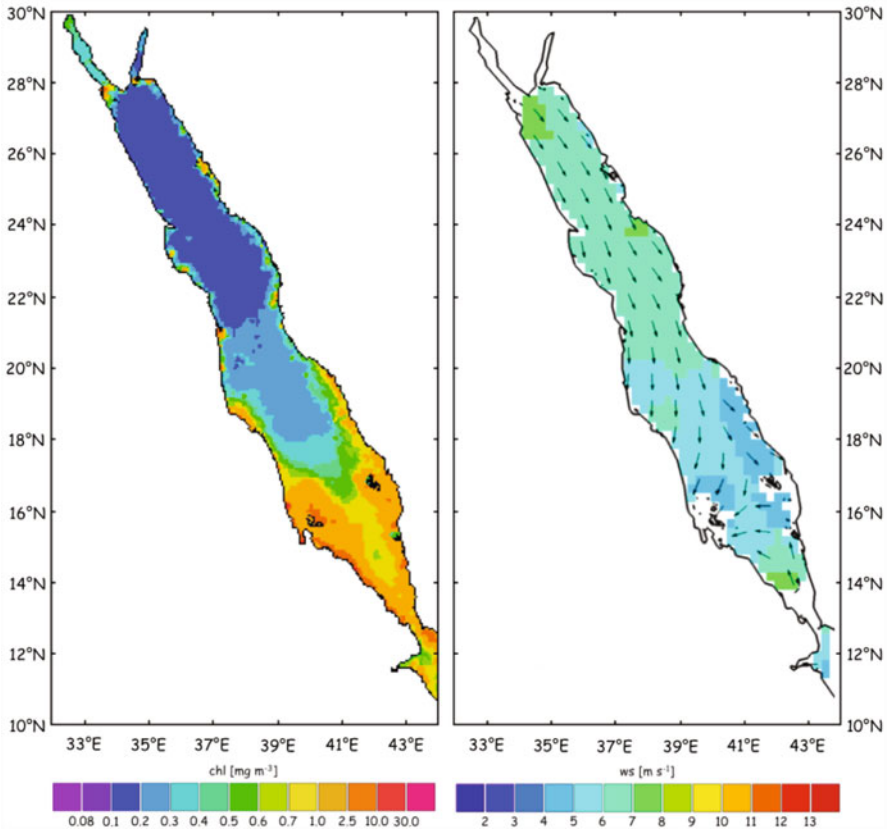 30°N
28°N
26°N
24°N
22°N
20°N
18°N
16°N
14°N
12°N
10°N
33°E 35°E 37°E 39°E 41°E 43°E
chl [mg m⁻³]
0.08 0.1 0.2 0.3 0.4 0.5 0.6 0.7 1.0 2.5 10.0 30.0
30°N
28°N
26°N
24°N
22°N
20°N
18°N
16°N
14°N
12°N
10°N
33°E 35°E 37°E 39°E 41°E 43°E
ws [m s⁻¹]
2 3 4 5 6 7 8 9 10 11 12 13